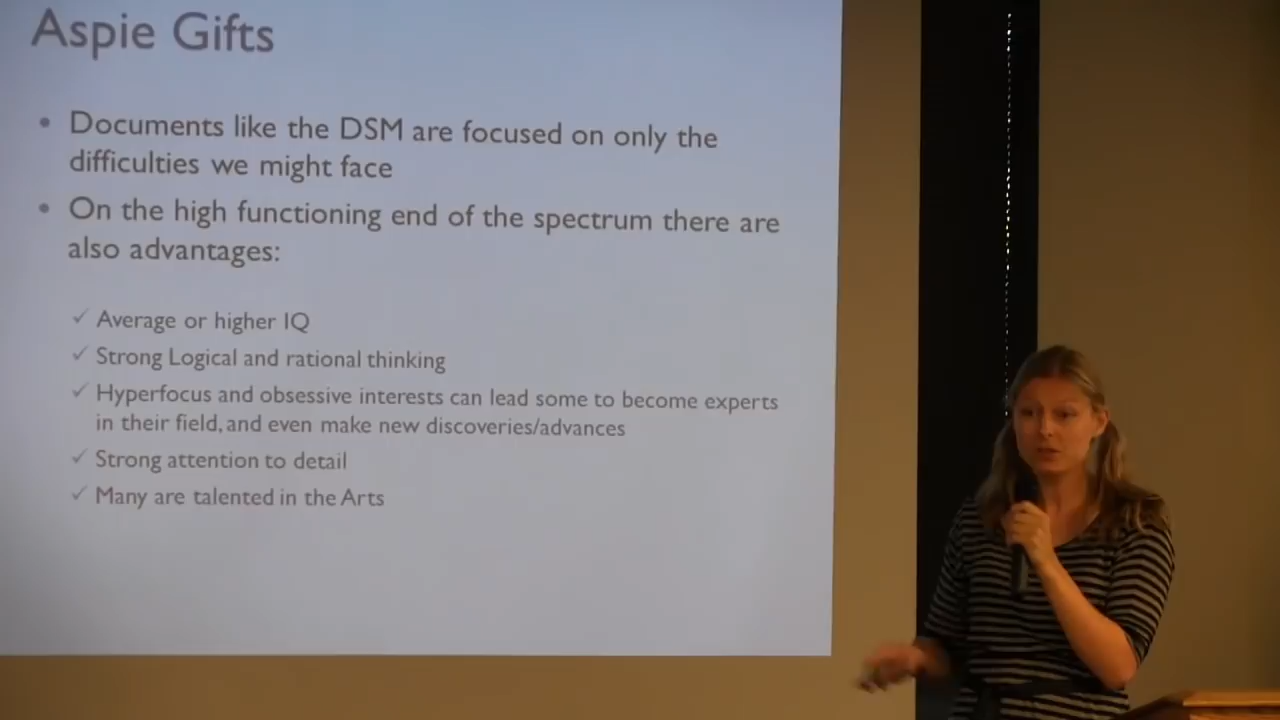 Aspie Gifts
• Documents like the DSM are focused on only the
difficulties we might face
• On the high functioning end of the spectrum there are
also advantages:
✓ Average or higher IQ
✓ Strong Logical and rational thinking
✓ Hyperfocus and obsessive interests can lead some to become experts
in their field, and even make new discoveries/advances
✓ Strong attention to detail
✓ Many are talented in the Arts